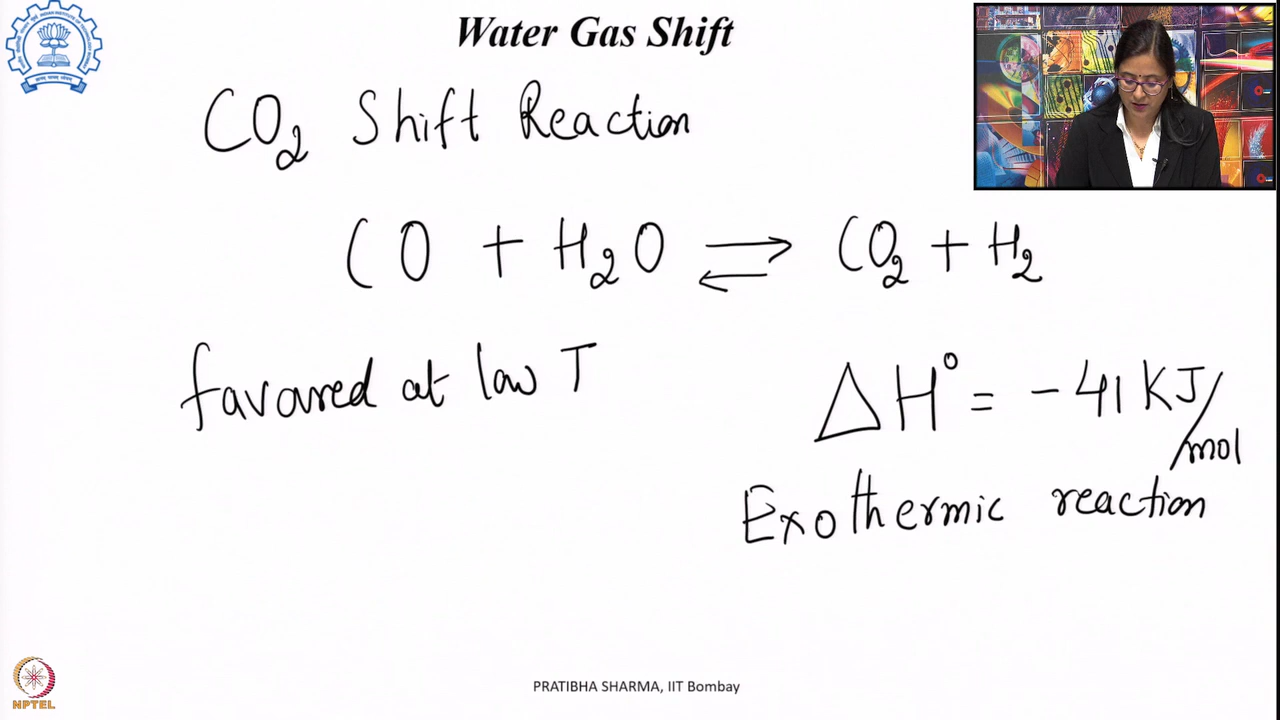 Water Gas Shift
CO2 Shift Reaction
CO + H2O ⇌ CO2 + H2
favored at low T
ΔH° = -41 KJ/mol
Exothermic reaction
NPTEL
PRATIBHA SHARMA, IIT Bombay